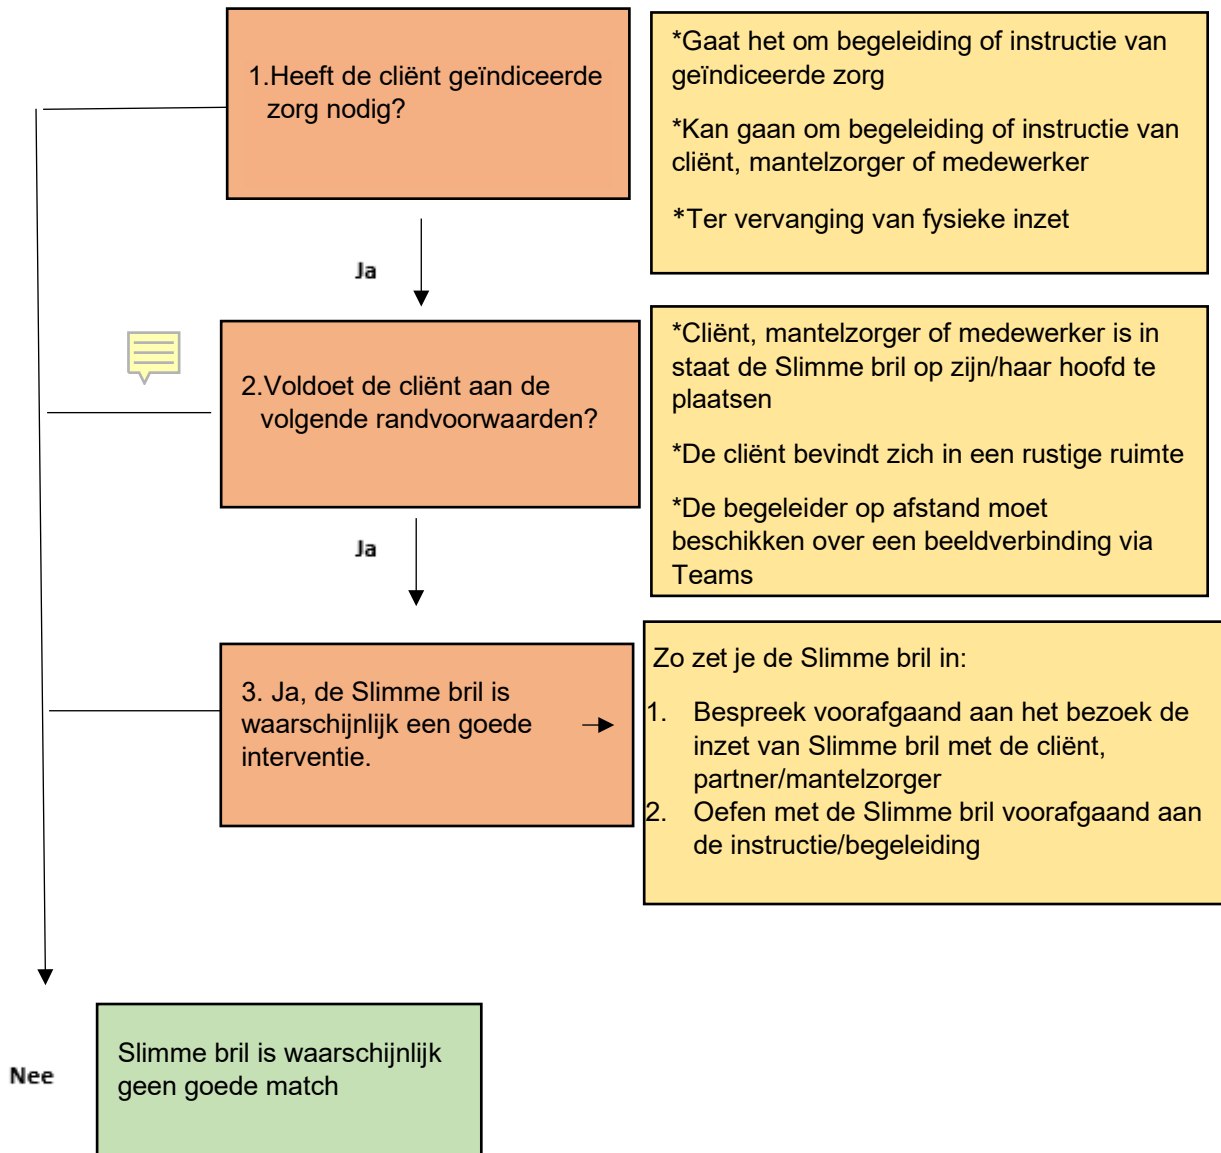 1.Heeft de cliënt geïndiceerde
zorg nodig?
*Gaat het om begeleiding of instructie van
geïndiceerde zorg
*Kan gaan om begeleiding of instructie van
cliënt, mantelzorger of medewerker
*Ter vervanging van fysieke inzet
Ja
2.Voldoet de cliënt aan de
volgende randvoorwaarden?
*Cliënt, mantelzorger of medewerker is in
staat de Slimme bril op zijn/haar hoofd te
plaatsen
*De cliënt bevindt zich in een rustige ruimte
*De begeleider op afstand moet
beschikken over een beeldverbinding via
Teams
Ja
3. Ja, de Slimme bril is
waarschijnlijk een goede
interventie.
Zo zet je de Slimme bril in:
1. Bespreek voorafgaand aan het bezoek de
inzet van Slimme bril met de cliënt,
partner/mantelzorger
2. Oefen met de Slimme bril voorafgaand aan
de instructie/begeleiding
Nee
Slimme bril is waarschijnlijk
geen goede match